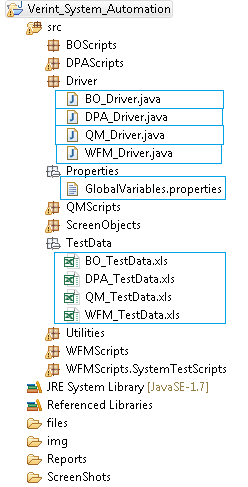 Verint_System_Automation
src
BOScripts
DPAScripts
Driver
BO_Driver.java
DPA_Driver.java
QM_Driver.java
WFM_Driver.java
Properties
GlobalVariables.properties
QMScripts
ScreenObjects
TestData
BO_TestData.xls
DPA_TestData.xls
QM_TestData.xls
WFM_TestData.xls
Utilities
WFMScripts
WFMScripts.SystemTestScripts
JRE System Library [JavaSE-1.7]
Referenced Libraries
files
img
Reports
ScreenShots